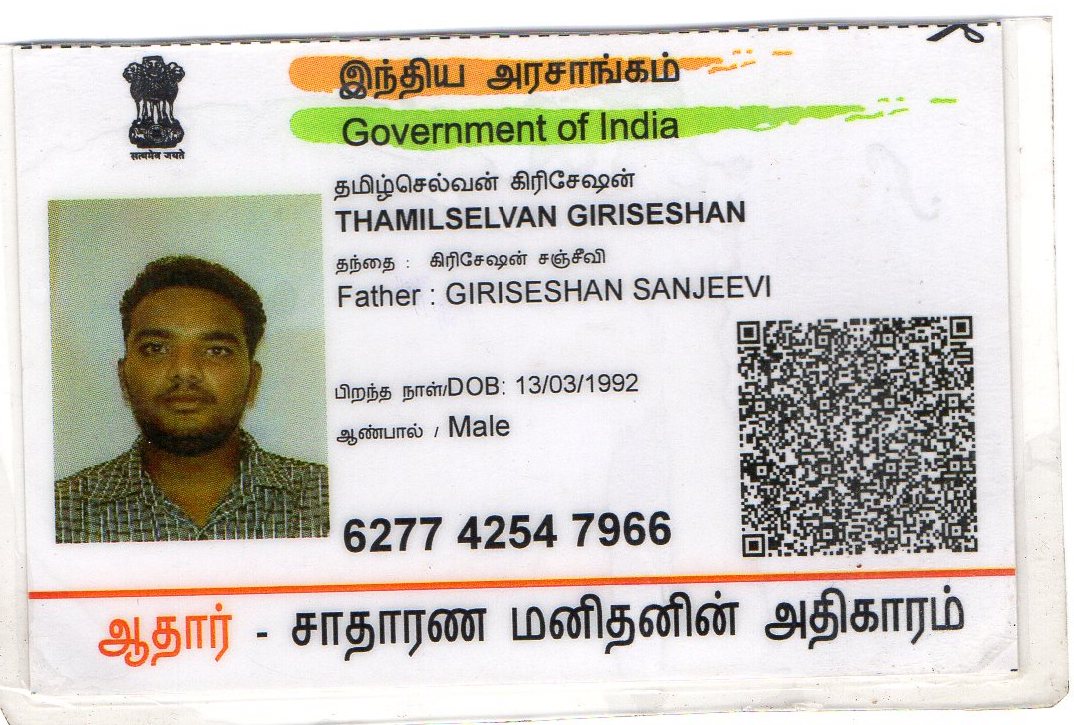 இந்திய அரசாங்கம்
Government of India
सत्यमेव जयते
தமிழ்செல்வன் கிரிசேஷன்
THAMILSELVAN GIRISESHAN
தந்தை : கிரிசேஷன் சஞ்சீவி
Father : GIRISESHAN SANJEEVI
பிறந்த நாள்/DOB: 13/03/1992
ஆண்பால் / Male
6277 4254 7966
ஆதார் - சாதாரண மனிதனின் அதிகாரம்